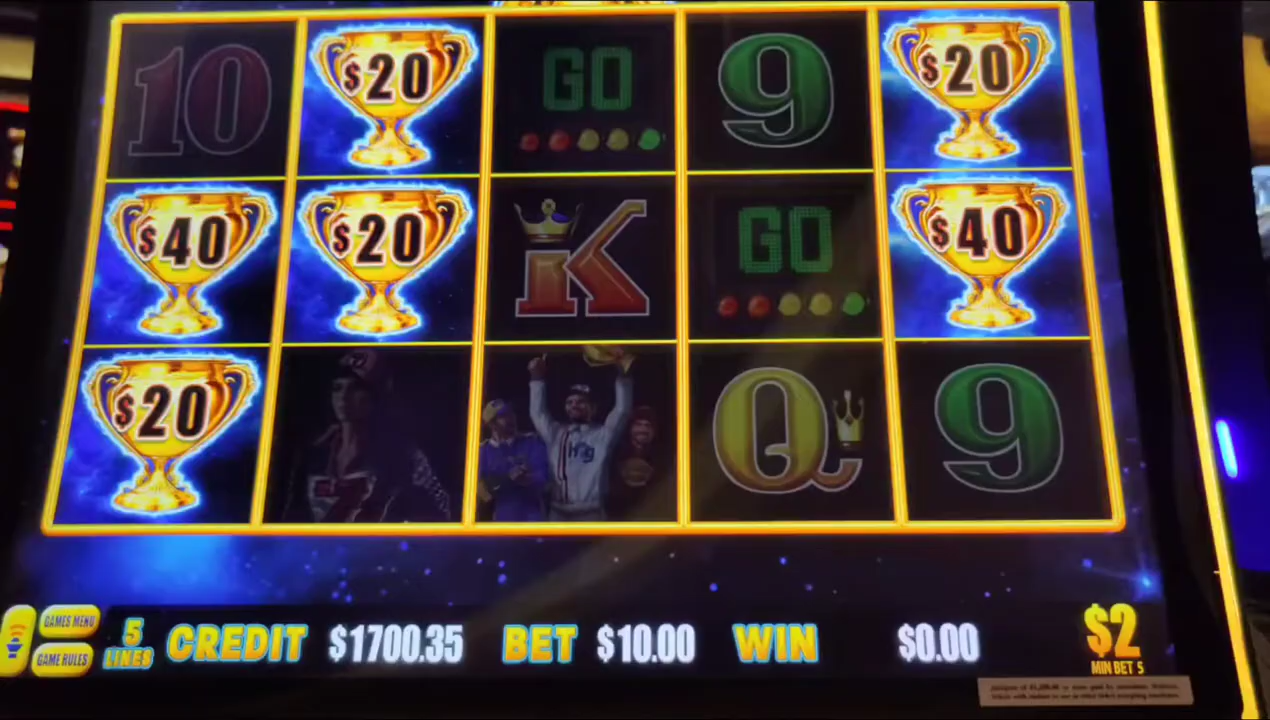 10 $20 GO 9 $20
$40 $20 K GO $40
$20 Q 9
GAMES MENU
GAME RULES
5 LINES CREDIT $1700.35 BET $10.00 WIN $0.00 $2
MIN BET 5